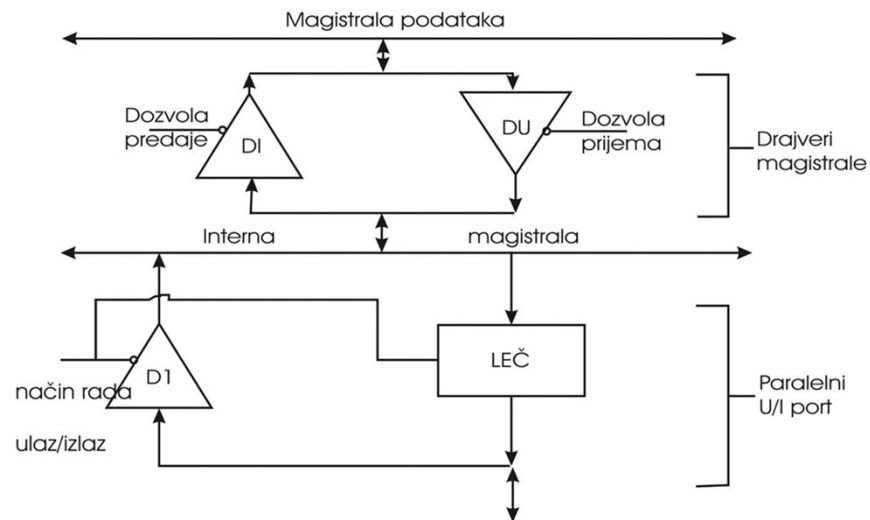 Magistrala podataka
Dozvola
predaje
DI
DU
Dozvola
prijema
Drajveri
magistrale
Interna
magistrala
D1
LEČ
način rada
ulaz/izlaz
Paralelni
U/I port